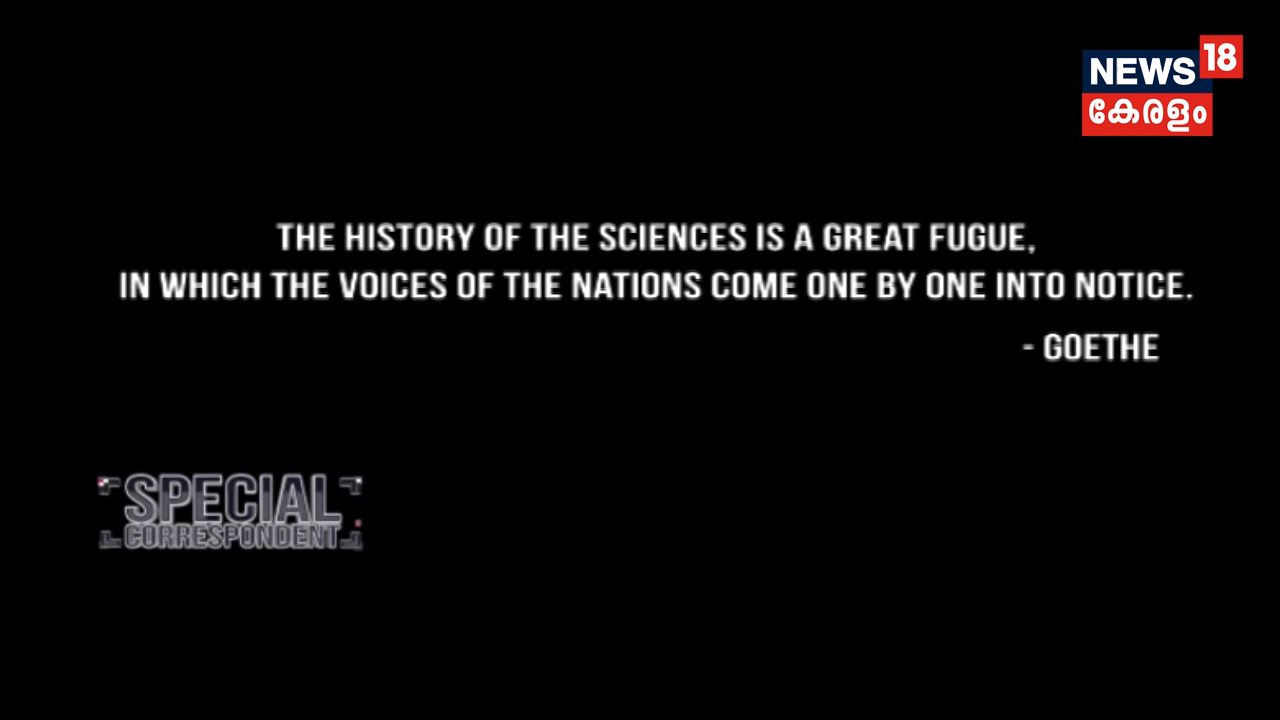 NEWS 18
കേരളം
THE HISTORY OF THE SCIENCES IS A GREAT FUGUE,
IN WHICH THE VOICES OF THE NATIONS COME ONE BY ONE INTO NOTICE.
- GOETHE
SPECIAL
CORRESPONDENT